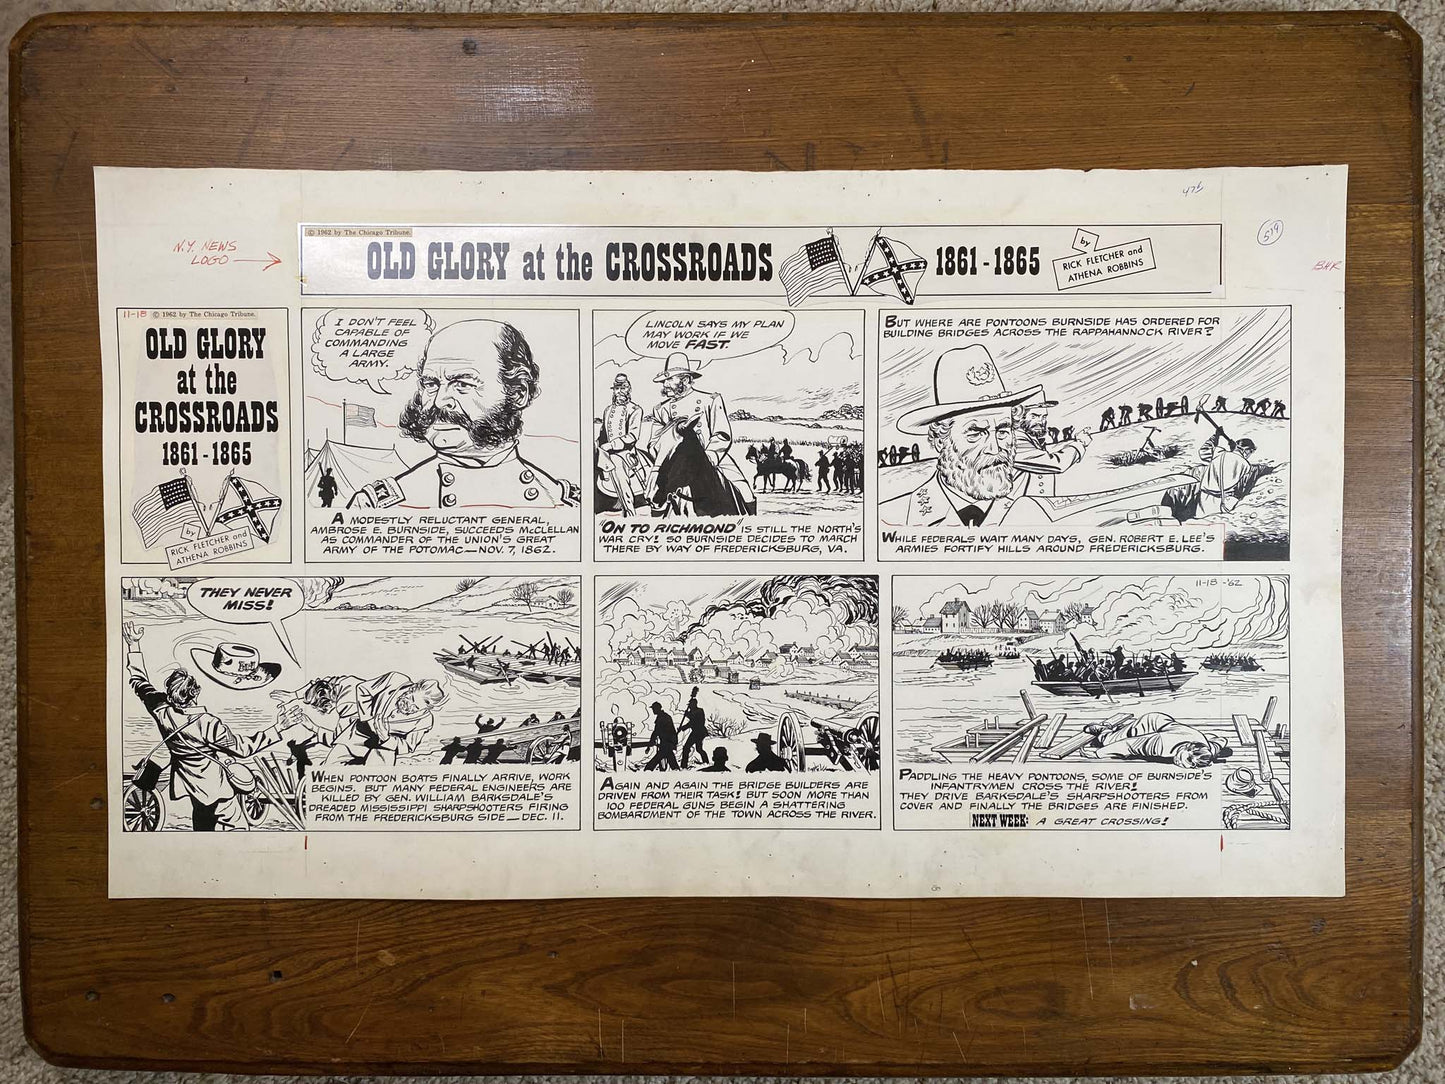 475
579
N.Y. NEWS
LOGO
BHR
© 1962 by The Chicago Tribune.
OLD GLORY at the CROSSROADS
1861-1865
by
RICK FLETCHER and
ATHENA ROBBINS
11-18
© 1962 by The Chicago Tribune.
OLD GLORY
at the
CROSSROADS
1861-1865
by
RICK FLETCHER and
ATHENA ROBBINS
I DON'T FEEL
CAPABLE OF
COMMANDING
A LARGE
ARMY.
A MODESTLY RELUCTANT GENERAL,
AMBROSE E. BURNSIDE, SUCCEEDS McCLELLAN
AS COMMANDER OF THE UNION'S GREAT
ARMY OF THE POTOMAC—NOV. 7, 1862.
LINCOLN SAYS MY PLAN
MAY WORK IF WE
MOVE FAST.
"ON TO RICHMOND" IS STILL THE NORTH'S
WAR CRY! SO BURNSIDE DECIDES TO MARCH
THERE BY WAY OF FREDERICKSBURG, VA.
BUT WHERE ARE PONTOONS BURNSIDE HAS ORDERED FOR
BUILDING BRIDGES ACROSS THE RAPPAHANNOCK RIVER?
WHILE FEDERALS WAIT MANY DAYS, GEN. ROBERT E. LEE'S
ARMIES FORTIFY HILLS AROUND FREDERICKSBURG.
THEY NEVER
MISS!
WHEN PONTOON BOATS FINALLY ARRIVE, WORK
BEGINS. BUT MANY FEDERAL ENGINEERS ARE
KILLED BY GEN. WILLIAM BARKSDALE'S
DREADED MISSISSIPPI SHARPSHOOTERS FIRING
FROM THE FREDERICKSBURG SIDE—DEC. 11.
AGAIN AND AGAIN THE BRIDGE BUILDERS ARE
DRIVEN FROM THEIR TASK! BUT SOON MORE THAN
100 FEDERAL GUNS BEGIN A SHATTERING
BOMBARDMENT OF THE TOWN ACROSS THE RIVER.
11-18-'62
PADDLING THE HEAVY PONTOONS, SOME OF BURNSIDE'S
INFANTRYMEN CROSS THE RIVER!
THEY DRIVE BARKSDALE'S SHARPSHOOTERS FROM
COVER AND FINALLY THE BRIDGES ARE FINISHED.
NEXT WEEK: A GREAT CROSSING!